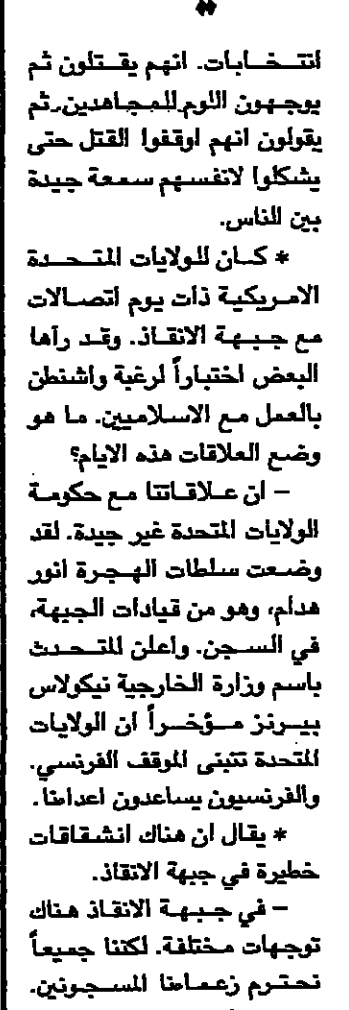 انتخابات. انهم يقتلون ثم
يوجهون اللوم للمجاهدين. ثم
يقولون انهم اوقفوا القتل حتى
يشكلوا لانفسهم سمعة جيدة
بين الناس.
* كان للولايات المتحدة
الامريكية ذات يوم اتصالات
مع جبهة الانقاذ. وقد رآها
البعض اختباراً لرغبة واشنطن
بالعمل مع الاسلاميين. ما هو
وضع العلاقات هذه الايام؟
– ان علاقاتنا مع حكومة
الولايات المتحدة غير جيدة. لقد
وضعت سلطات الهجرة انور
هدام، وهو من قيادات الجبهة،
في السجن. واعلن المتحدث
باسم وزارة الخارجية نيكولاس
بيرنز مؤخراً ان الولايات
المتحدة تتبنى الموقف الفرنسي.
والفرنسيون يساعدون اعداءنا.
* يقال ان هناك انشقاقات
خطيرة في جبهة الانقاذ.
– في جبهة الانقاذ هناك
توجهات مختلفة. لكننا جميعاً
نحترم زعماءنا المسجونين.